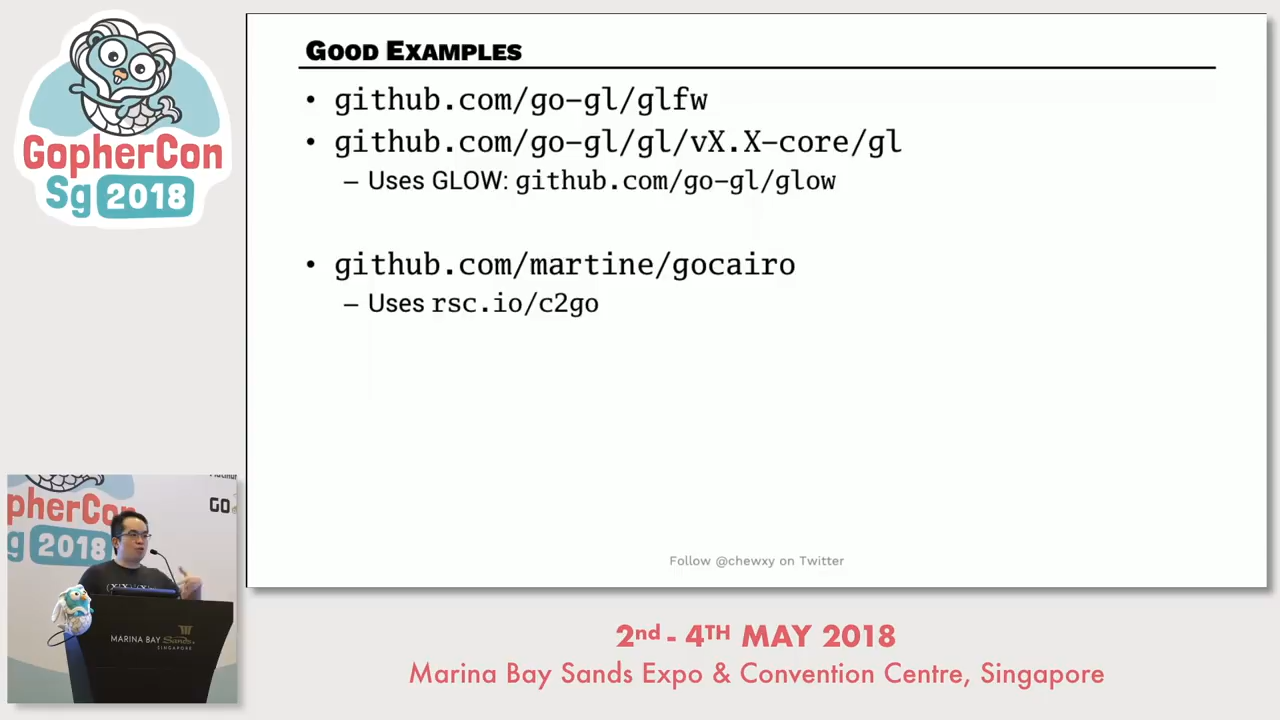 GopherCon
Sg 2018
GOOD EXAMPLES
• github.com/go-gl/glfw
• github.com/go-gl/gl/vX.X-core/gl
– Uses GLOW: github.com/go-gl/glow
• github.com/martine/gocairo
– Uses rsc.io/c2go
Follow @chewxy on Twitter
pherCon
g 2018
GO
MARINA BAY Sands
SINGAPORE
2nd - 4TH MAY 2018
Marina Bay Sands Expo & Convention Centre, Singapore